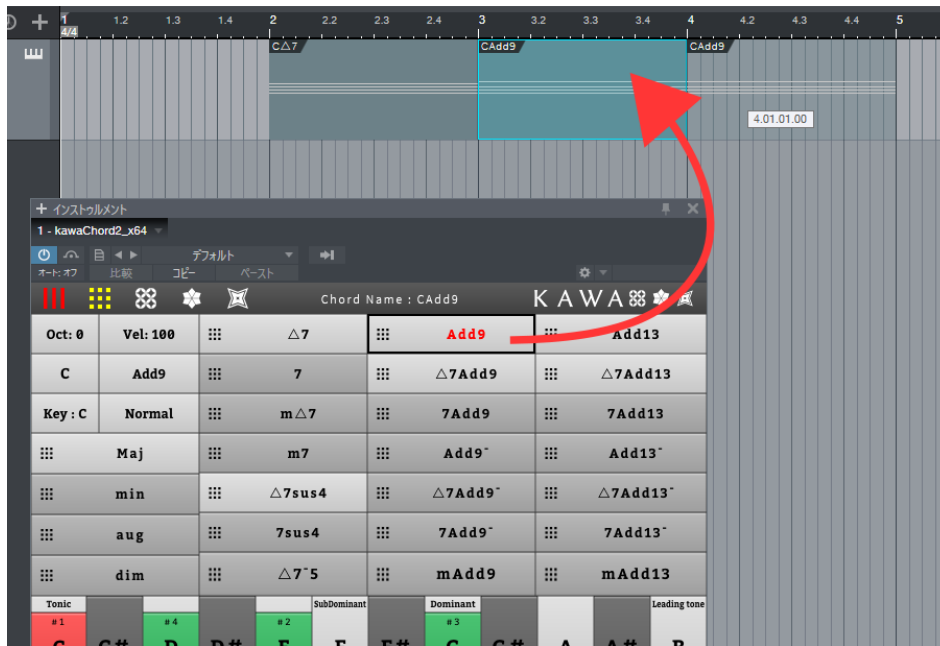 1 1.2 1.3 1.4 2 2.2 2.3 2.4 3 3.2 3.3 3.4 4 4.2 4.3 4.4 5
4/4
C△7 CAdd9 CAdd9
4.01.01.00
インストゥルメント
1 - kawaChord2_x64
デフォルト
オート: オフ 比較 コピー ペースト
Chord Name : CAdd9 KAWA
Oct: 0 Vel: 100 △7 Add9 Add13
C Add9 7 △7Add9 △7Add13
Key : C Normal m△7 7Add9 7Add13
Maj m7 Add9⁻ Add13⁻
min △7sus4 △7Add9⁻ △7Add13⁻
aug 7sus4 7Add9⁻ 7Add13⁻
dim △7⁻5 mAdd9 mAdd13
Tonic SubDominant Dominant Leading tone
#1 #4 #2 #3
C C# D D# E F F# G G# A A# B